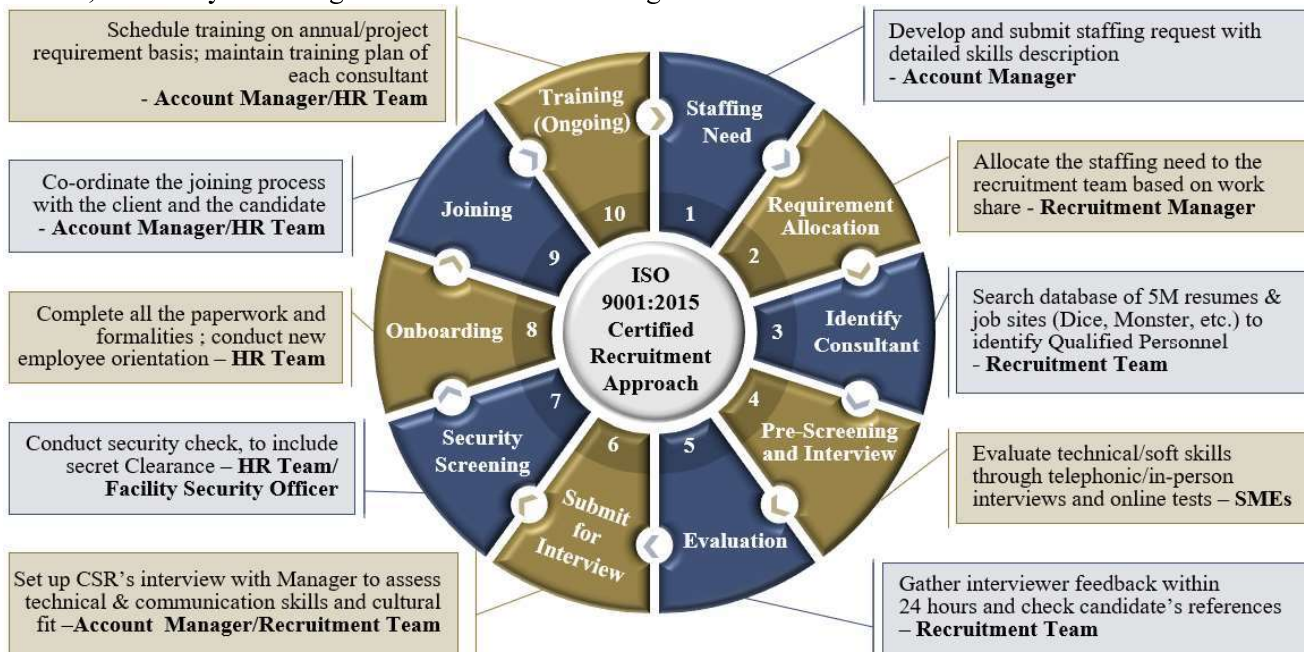 Schedule training on annual/project
requirement basis; maintain training plan of
each consultant
- Account Manager/HR Team
Develop and submit staffing request with
detailed skills description
- Account Manager
Co-ordinate the joining process
with the client and the candidate
- Account Manager/HR Team
Allocate the staffing need to the
recruitment team based on work
share - Recruitment Manager
Complete all the paperwork and
formalities ; conduct new
employee orientation – HR Team
Search database of 5M resumes &
job sites (Dice, Monster, etc.) to
identify Qualified Personnel
- Recruitment Team
Conduct security check, to include
secret Clearance – HR Team/
Facility Security Officer
Evaluate technical/soft skills
through telephonic/in-person
interviews and online tests – SMEs
Set up CSR's interview with Manager to assess
technical & communication skills and cultural
fit –Account Manager/Recruitment Team
Gather interviewer feedback within
24 hours and check candidate's references
– Recruitment Team
Staffing
Need
1
Requirement
Allocation
2
Identify
Consultant
3
Pre-Screening
and Interview
4
Evaluation
5
Submit
for
Interview
6
Security
Screening
7
Onboarding
8
Joining
9
Training
(Ongoing)
10
ISO
9001:2015
Certified
Recruitment
Approach